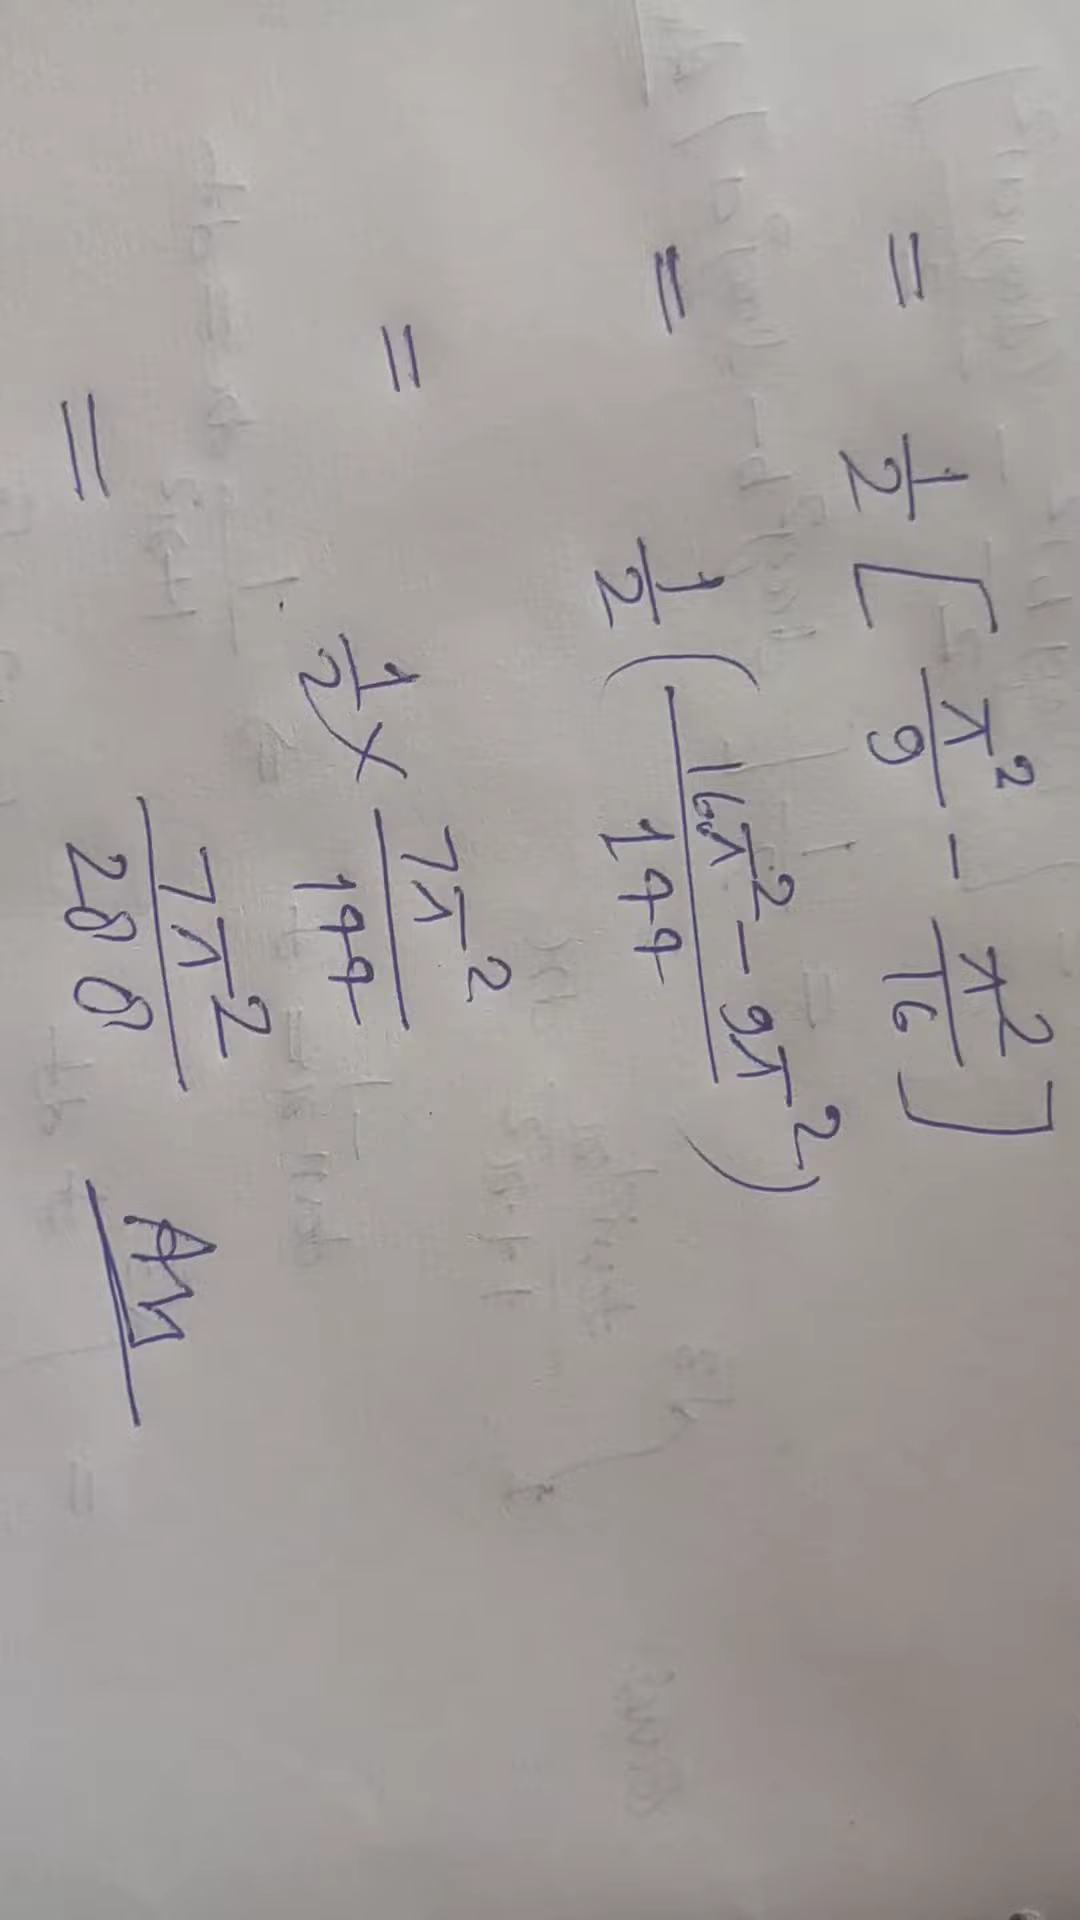 = 1/2 [ π²/9 - π²/16 ]
= 1/2 ( (16π² - 9π²)/144 )
= 1/2 × 7π²/144
= 7π²/288 Ans